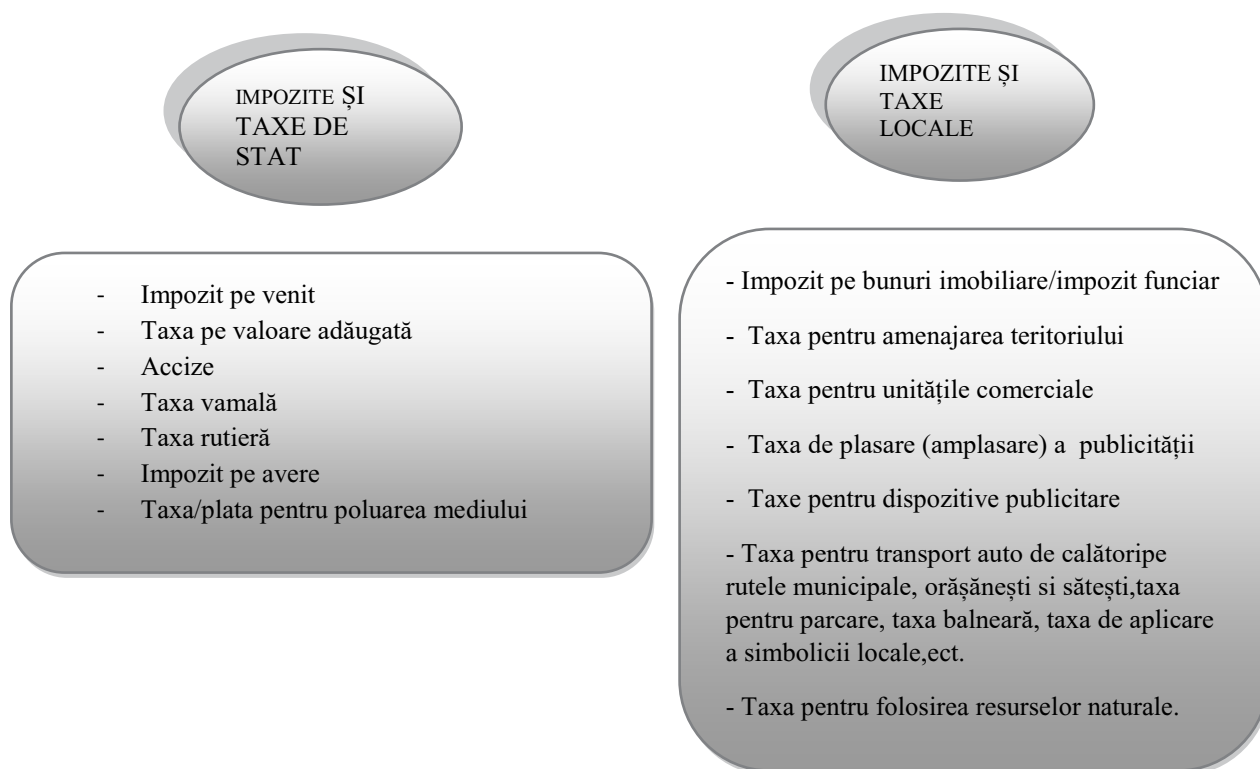 IMPOZITE ȘI
TAXE DE
STAT
- Impozit pe venit
- Taxa pe valoare adăugată
- Accize
- Taxa vamală
- Taxa rutieră
- Impozit pe avere
- Taxa/plata pentru poluarea mediului
IMPOZITE ȘI
TAXE
LOCALE
- Impozit pe bunuri imobiliare/impozit funciar
- Taxa pentru amenajarea teritoriului
- Taxa pentru unitățile comerciale
- Taxa de plasare (amplasare) a publicității
- Taxe pentru dispozitive publicitare
- Taxa pentru transport auto de calătoripe
rutele municipale, orășănești si sătești,taxa
pentru parcare, taxa balneară, taxa de aplicare
a simbolicii locale,ect.
- Taxa pentru folosirea resurselor naturale.